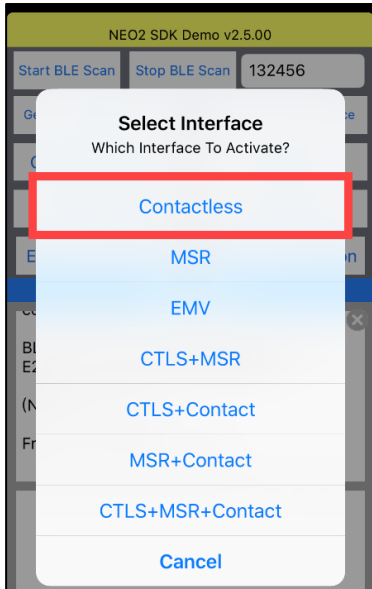 NEO2 SDK Demo v2.5.00
Start BLE Scan Stop BLE Scan 132456
Select Interface
Which Interface To Activate?
Contactless
MSR
EMV
CTLS+MSR
CTLS+Contact
MSR+Contact
CTLS+MSR+Contact
Cancel